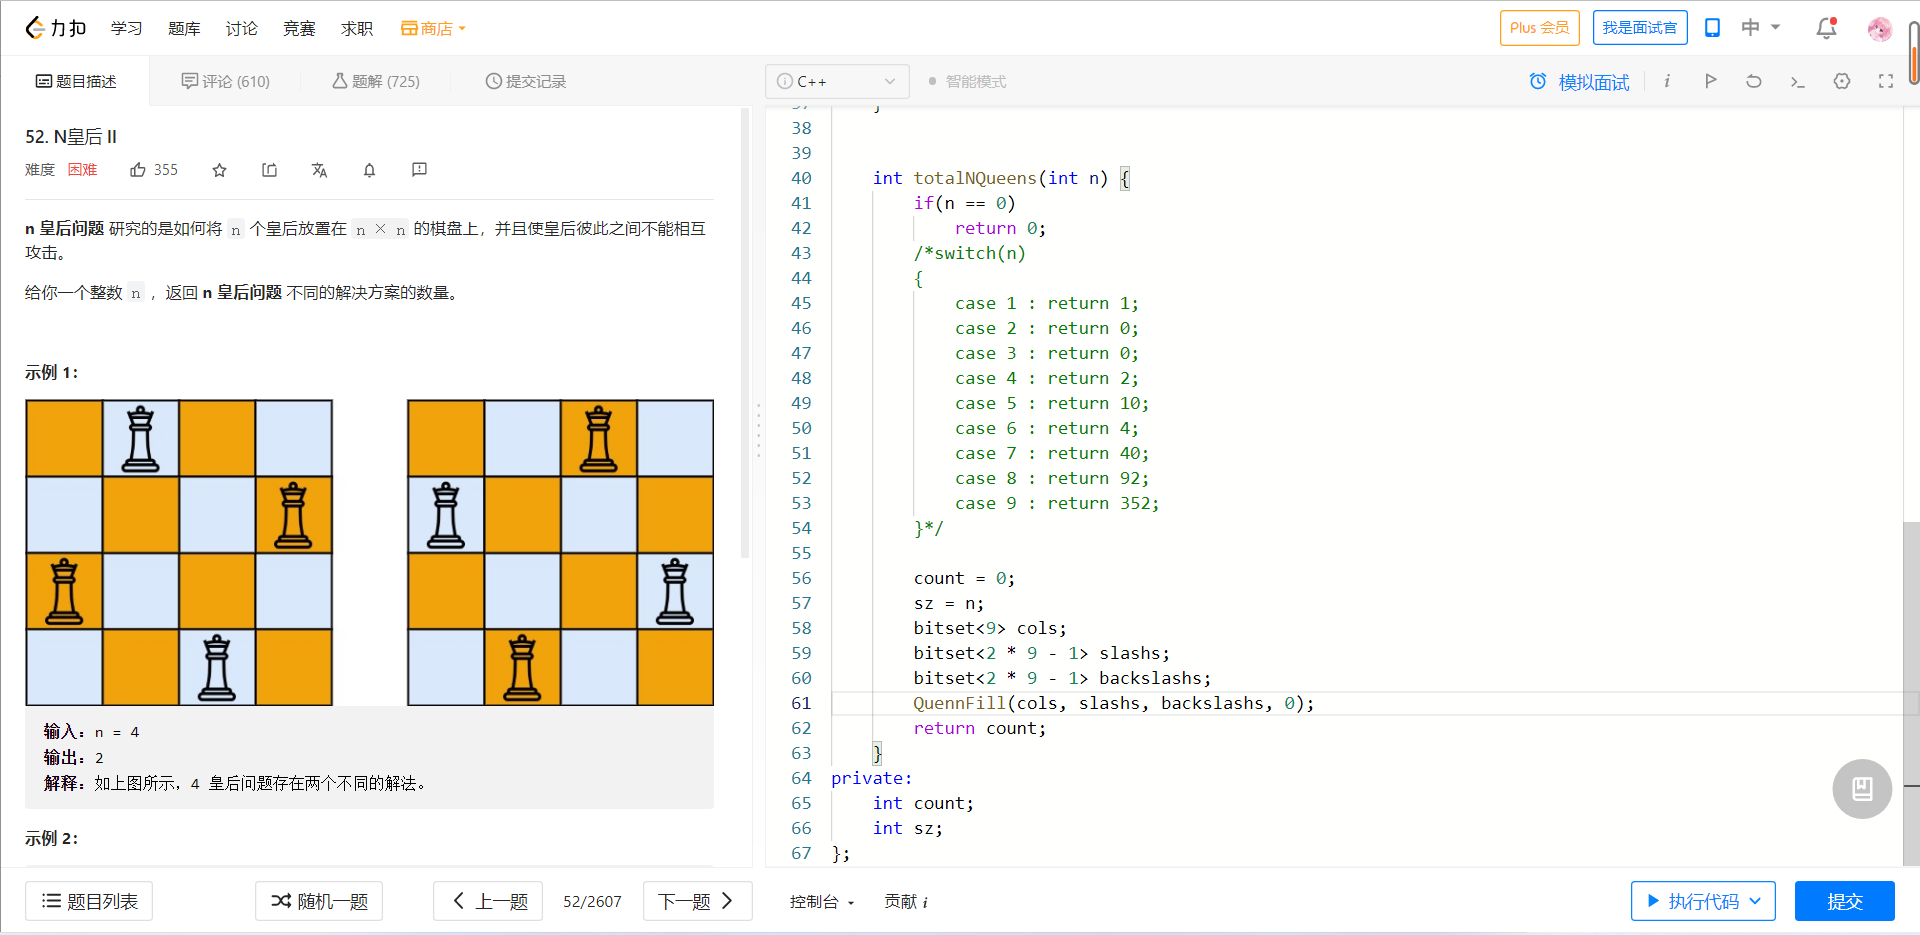 力扣 学习 题库 讨论 竞赛 求职 商店 Plus 会员 我是面试官 中
题目描述 评论 (610) 题解 (725) 提交记录
52. N皇后 II
难度 困难 355
n 皇后问题 研究的是如何将 n 个皇后放置在 n × n 的棋盘上，并且使皇后彼此之间不能相互
攻击。
给你一个整数 n ，返回 n 皇后问题 不同的解决方案的数量。
示例 1：
输入：n = 4
输出：2
解释：如上图所示，4 皇后问题存在两个不同的解法。
示例 2：
题目列表 随机一题 上一题 52/2607 下一题
C++ 智能模式 模拟面试
37 }
38
39
40 int totalNQueens(int n) {
41 if(n == 0)
42 return 0;
43 /*switch(n)
44 {
45 case 1 : return 1;
46 case 2 : return 0;
47 case 3 : return 0;
48 case 4 : return 2;
49 case 5 : return 10;
50 case 6 : return 4;
51 case 7 : return 40;
52 case 8 : return 92;
53 case 9 : return 352;
54 }*/
55
56 count = 0;
57 sz = n;
58 bitset<9> cols;
59 bitset<2 * 9 - 1> slashs;
60 bitset<2 * 9 - 1> backslashs;
61 QuennFill(cols, slashs, backslashs, 0);
62 return count;
63 }
64 private:
65 int count;
66 int sz;
67 };
控制台 贡献 i 执行代码 提交